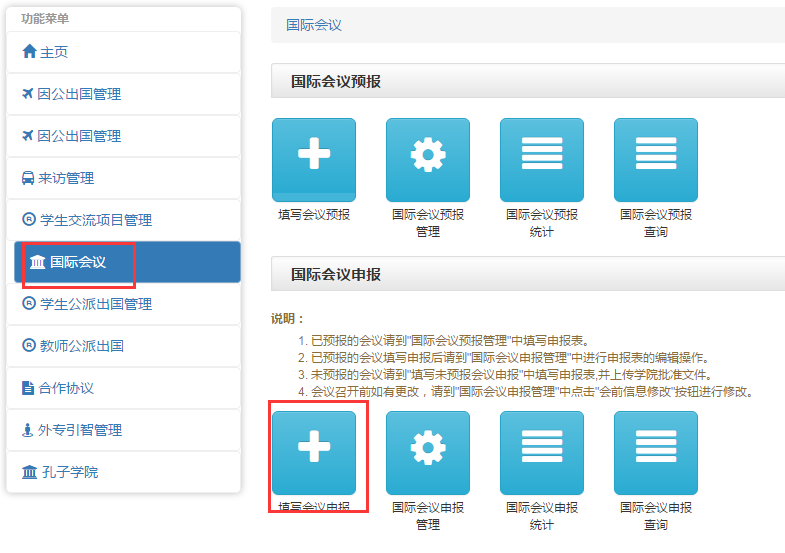 功能菜单
主页
因公出国管理
因公出国管理
来访管理
学生交流项目管理
国际会议
学生公派出国管理
教师公派出国
合作协议
外专引智管理
孔子学院
国际会议
国际会议预报
填写会议预报
国际会议预报
管理
国际会议预报
统计
国际会议预报
查询
国际会议申报
说明：
1. 已预报的会议请到"国际会议预报管理"中填写申报表。
2. 已预报的会议填写申报后请到"国际会议申报管理"中进行申报表的编辑操作。
3. 未预报的会议请到"填写未预报会议申报"中填写申报表,并上传学院批准文件。
4. 会议召开前如有更改，请到"国际会议申报管理"中点击"会前信息修改"按钮进行修改。
填写会议申报
国际会议申报
管理
国际会议申报
统计
国际会议申报
查询